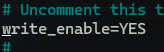 # Uncomment this t
write_enable=YES
#